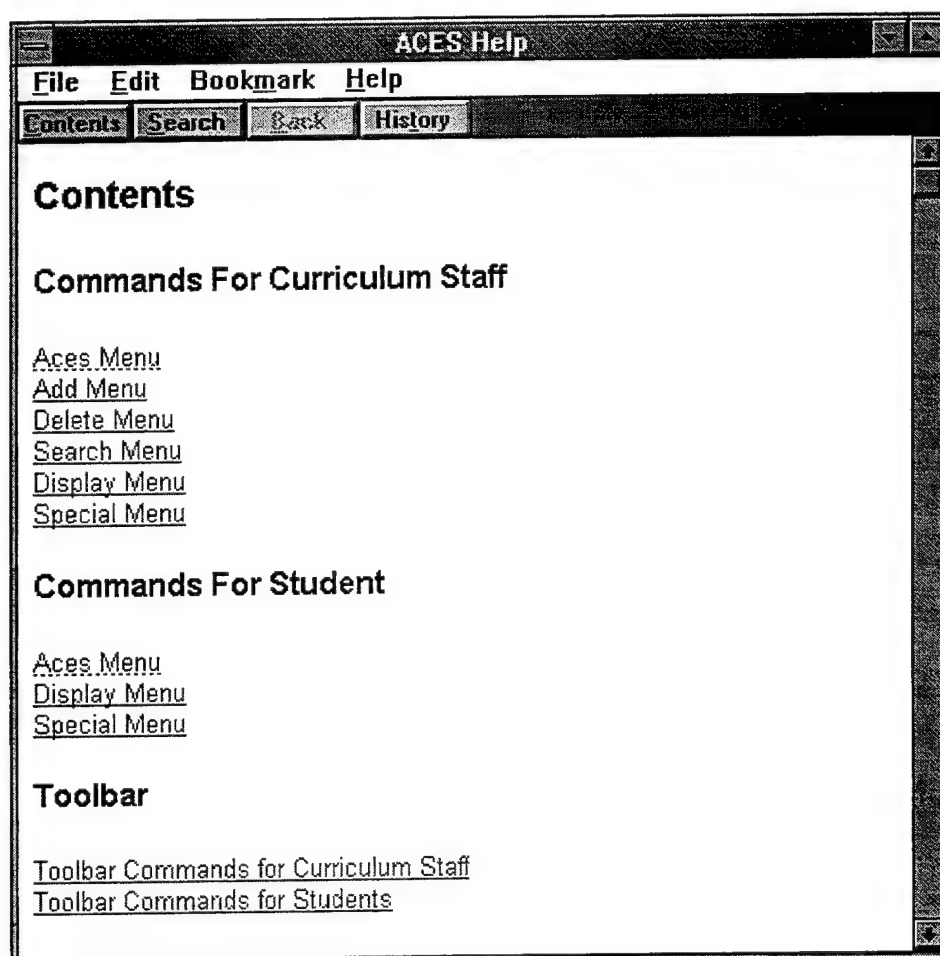 ACES Help
File Edit Bookmark Help
Contents Search Back History
Contents
Commands For Curriculum Staff
Aces Menu
Add Menu
Delete Menu
Search Menu
Display Menu
Special Menu
Commands For Student
Aces Menu
Display Menu
Special Menu
Toolbar
Toolbar Commands for Curriculum Staff
Toolbar Commands for Students